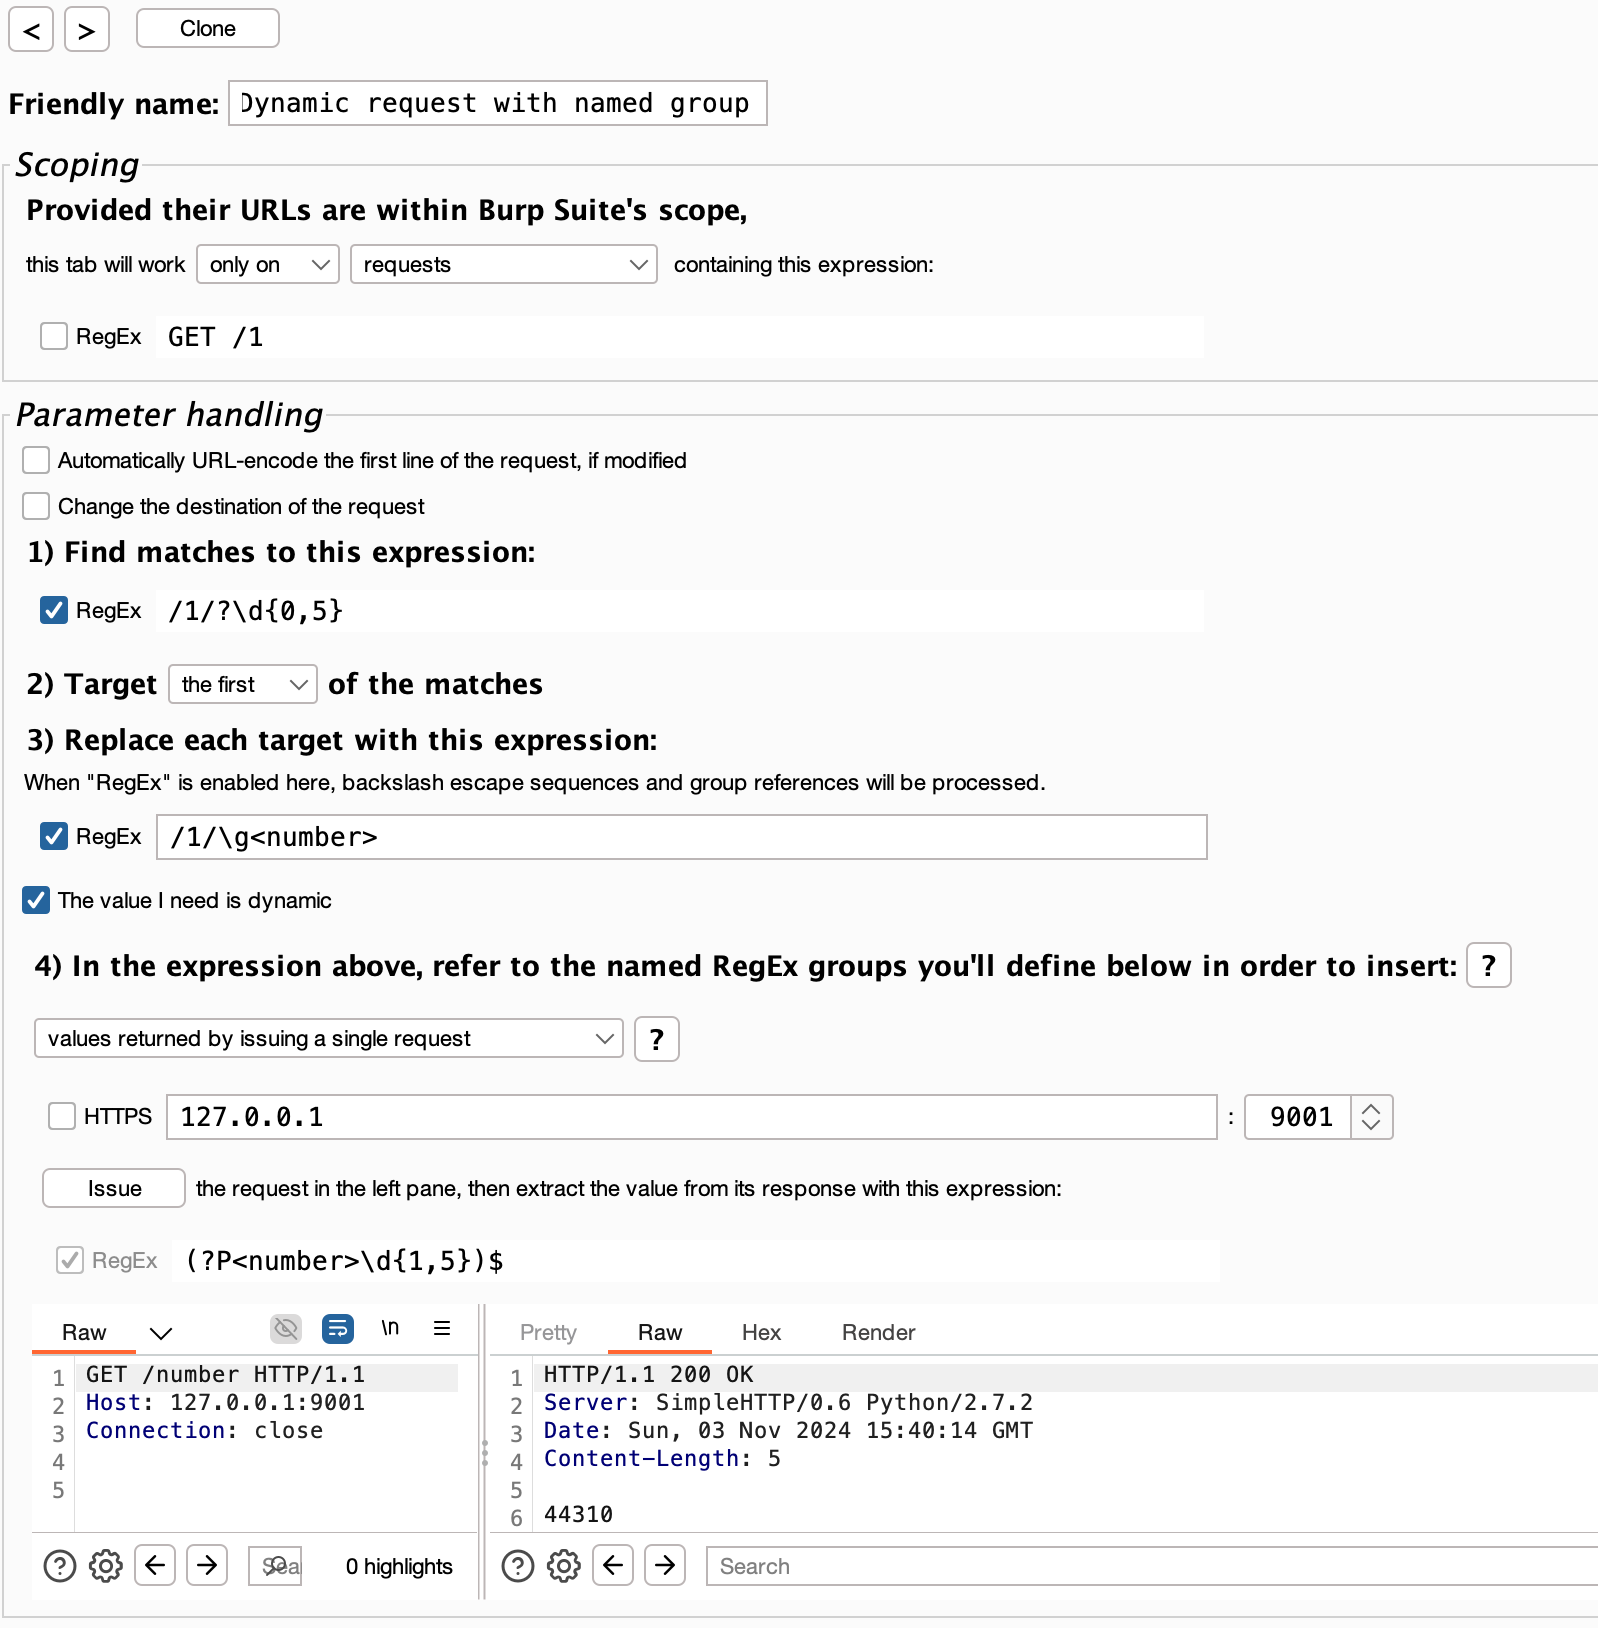 < > Clone
Friendly name: Dynamic request with named group
Scoping
Provided their URLs are within Burp Suite's scope,
this tab will work only on requests containing this expression:
RegEx GET /1
Parameter handling
Automatically URL-encode the first line of the request, if modified
Change the destination of the request
1) Find matches to this expression:
RegEx /1/?\d{0,5}
2) Target the first of the matches
3) Replace each target with this expression:
When "RegEx" is enabled here, backslash escape sequences and group references will be processed.
RegEx /1/\g<number>
The value I need is dynamic
4) In the expression above, refer to the named RegEx groups you'll define below in order to insert: ?
values returned by issuing a single request ?
HTTPS 127.0.0.1 : 9001
Issue the request in the left pane, then extract the value from its response with this expression:
RegEx (?P<number>\d{1,5})$
Raw \n
1 GET /number HTTP/1.1
2 Host: 127.0.0.1:9001
3 Connection: close
4
5
? Sea 0 highlights
Pretty Raw Hex Render
1 HTTP/1.1 200 OK
2 Server: SimpleHTTP/0.6 Python/2.7.2
3 Date: Sun, 03 Nov 2024 15:40:14 GMT
4 Content-Length: 5
5
6 44310
? Search